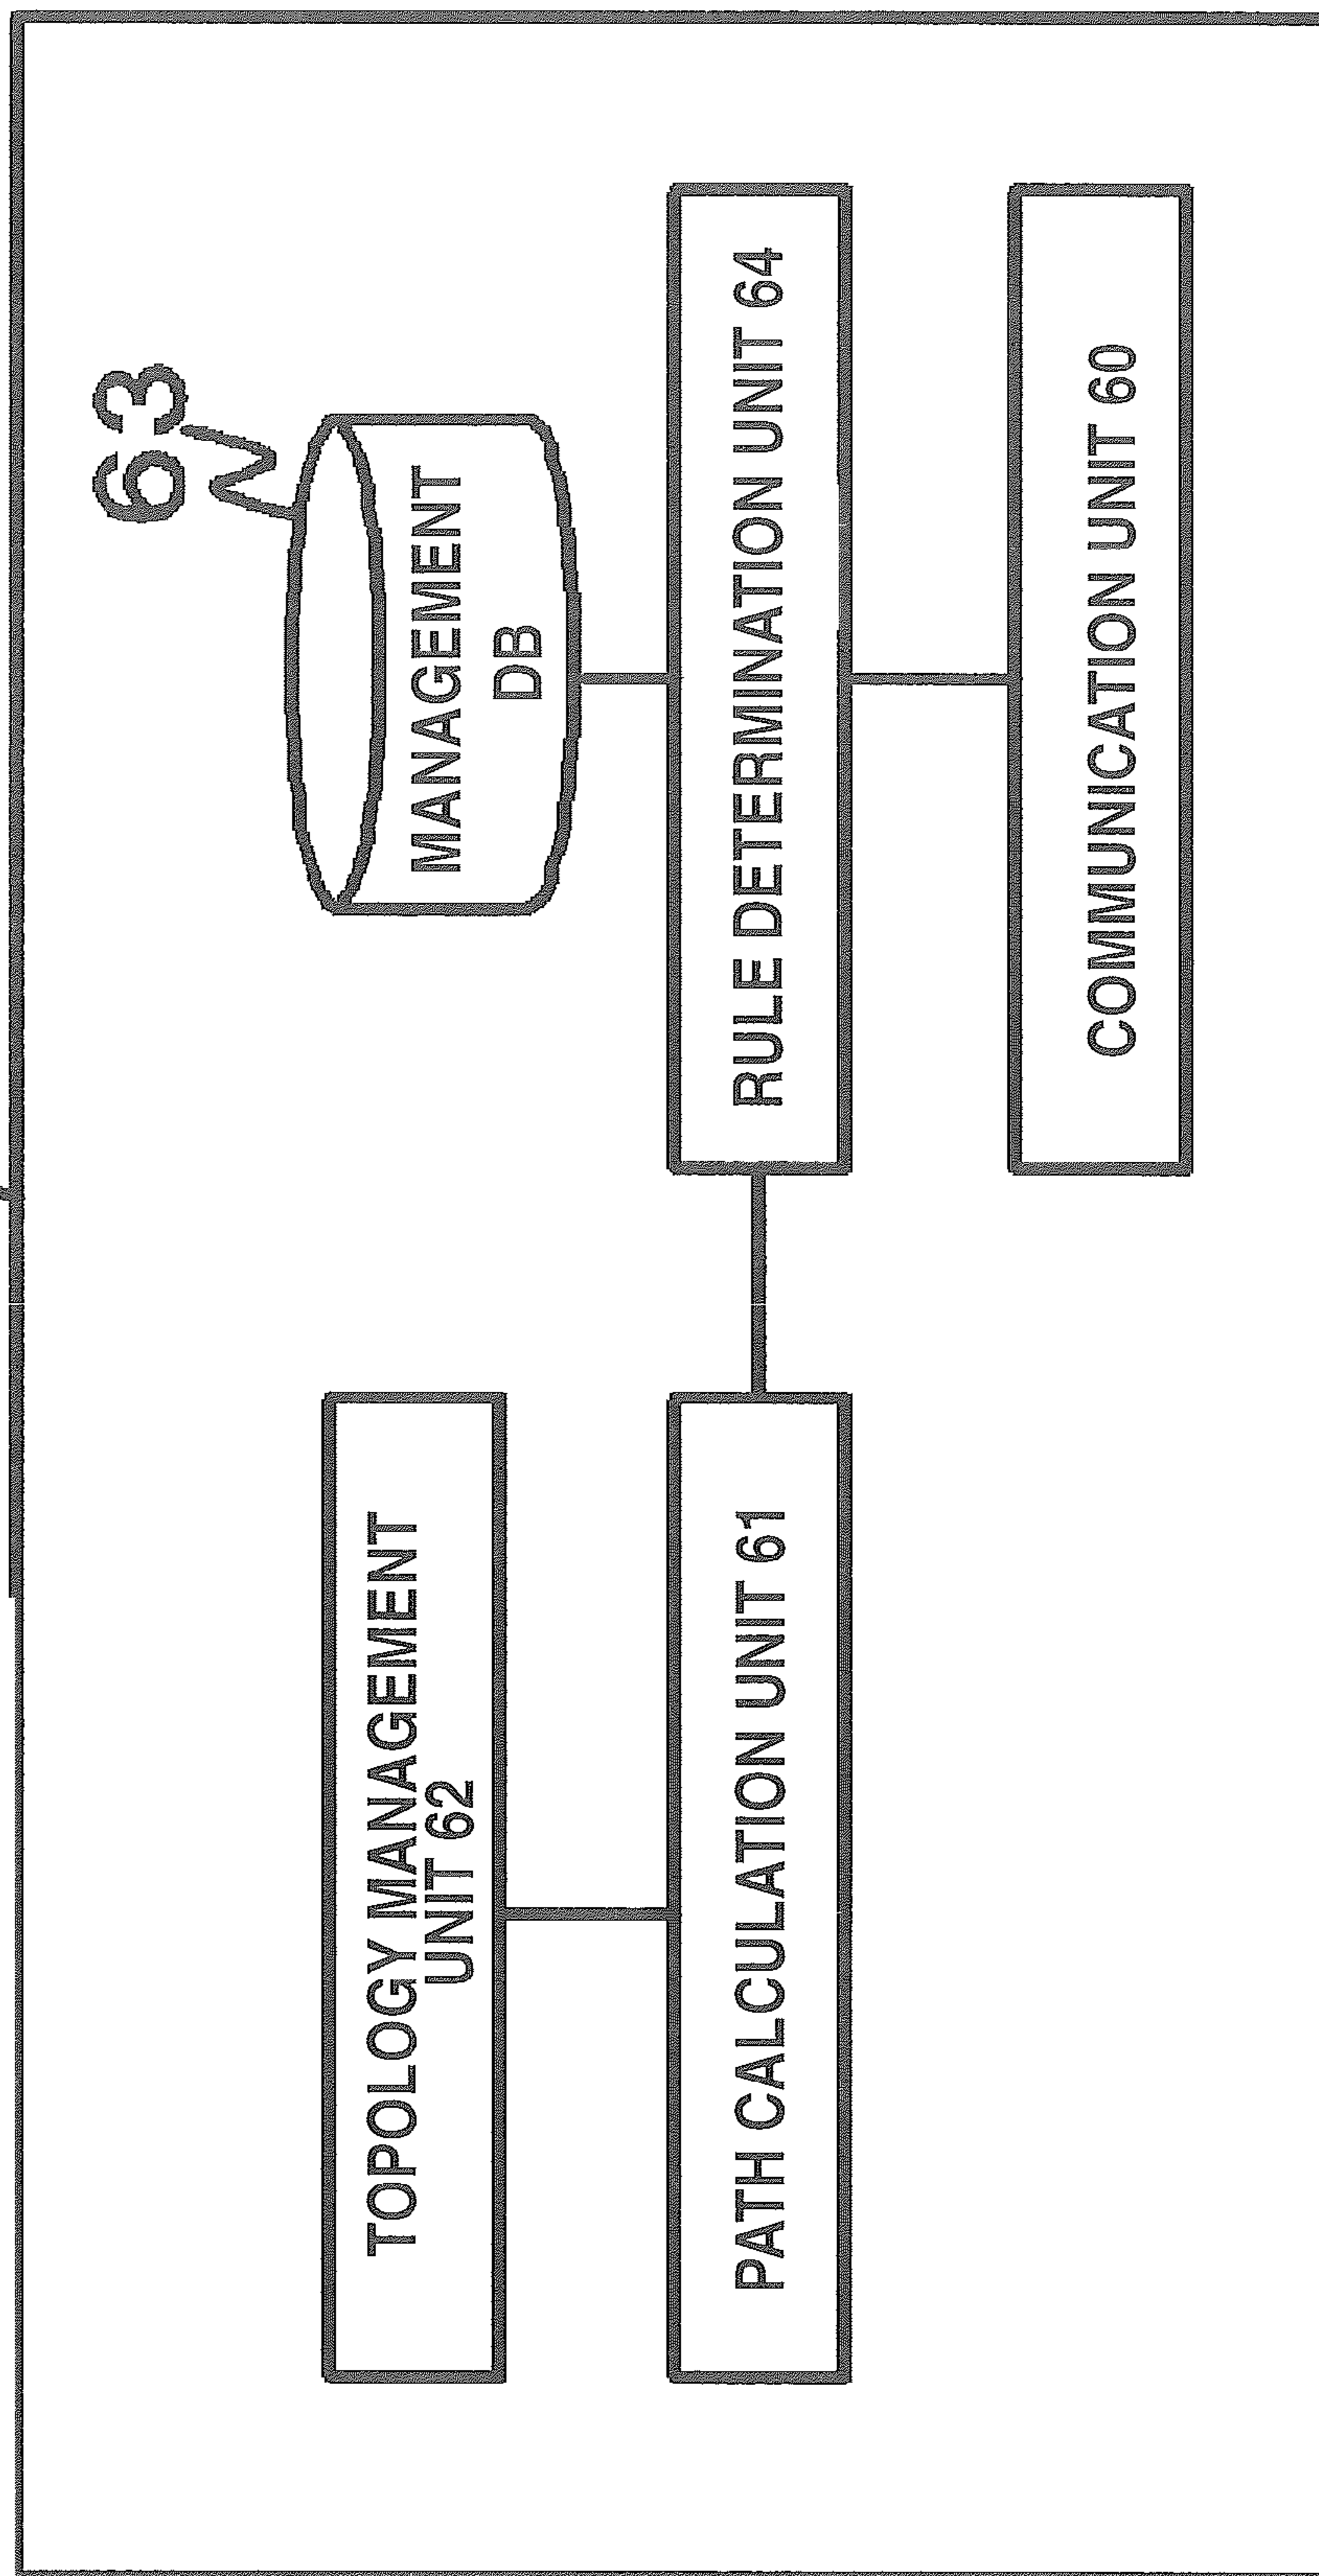 63
MANAGEMENT
DB
TOPOLOGY MANAGEMENT
UNIT 62
PATH CALCULATION UNIT 61
RULE DETERMINATION UNIT 64
COMMUNICATION UNIT 60